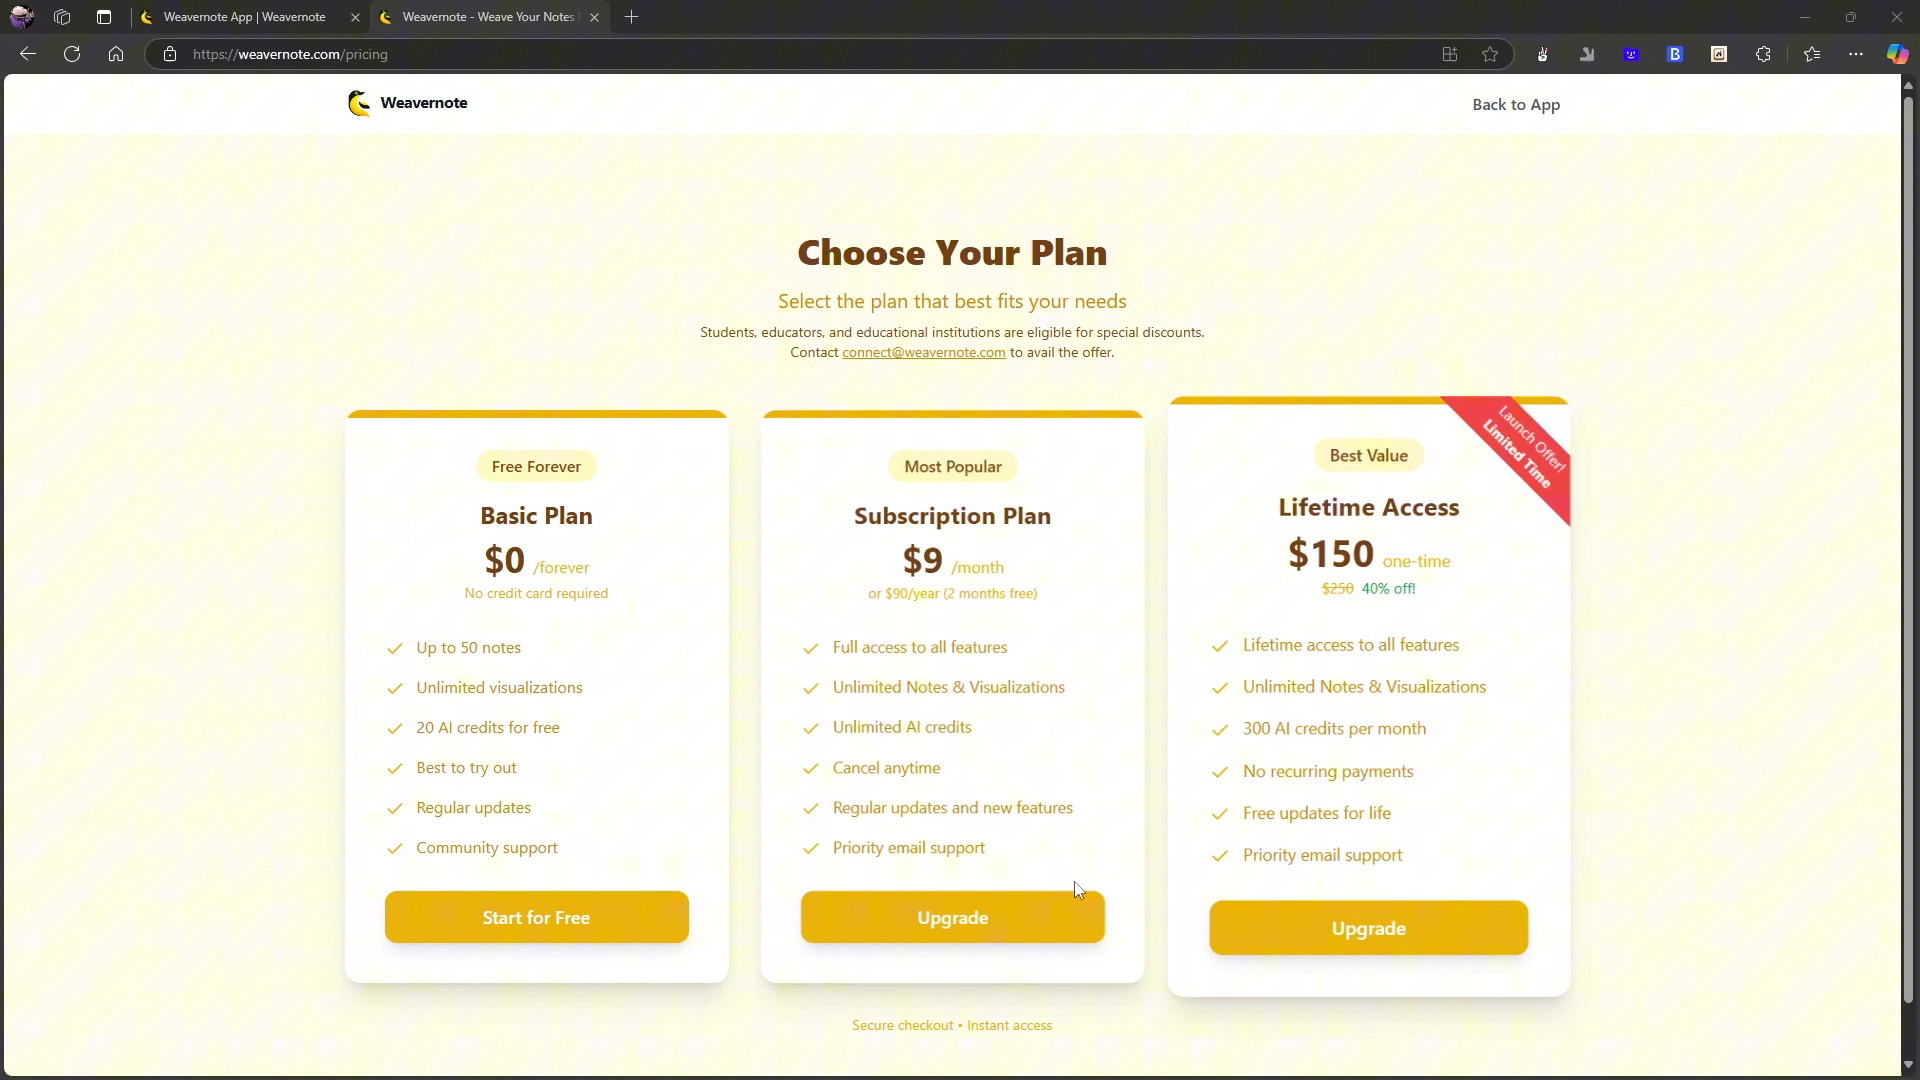 Weavernote App | Weavernote
Weavernote - Weave Your Notes
https://weavernote.com/pricing
Weavernote
Back to App
Choose Your Plan
Select the plan that best fits your needs
Students, educators, and educational institutions are eligible for special discounts.
Contact connect@weavernote.com to avail the offer.
Free Forever
Basic Plan
$0 /forever
No credit card required
Up to 50 notes
Unlimited visualizations
20 AI credits for free
Best to try out
Regular updates
Community support
Start for Free
Most Popular
Subscription Plan
$9 /month
or $90/year (2 months free)
Full access to all features
Unlimited Notes & Visualizations
Unlimited AI credits
Cancel anytime
Regular updates and new features
Priority email support
Upgrade
Launch Offer!
Limited Time
Best Value
Lifetime Access
$150 one-time
$250 40% off!
Lifetime access to all features
Unlimited Notes & Visualizations
300 AI credits per month
No recurring payments
Free updates for life
Priority email support
Upgrade
Secure checkout • Instant access